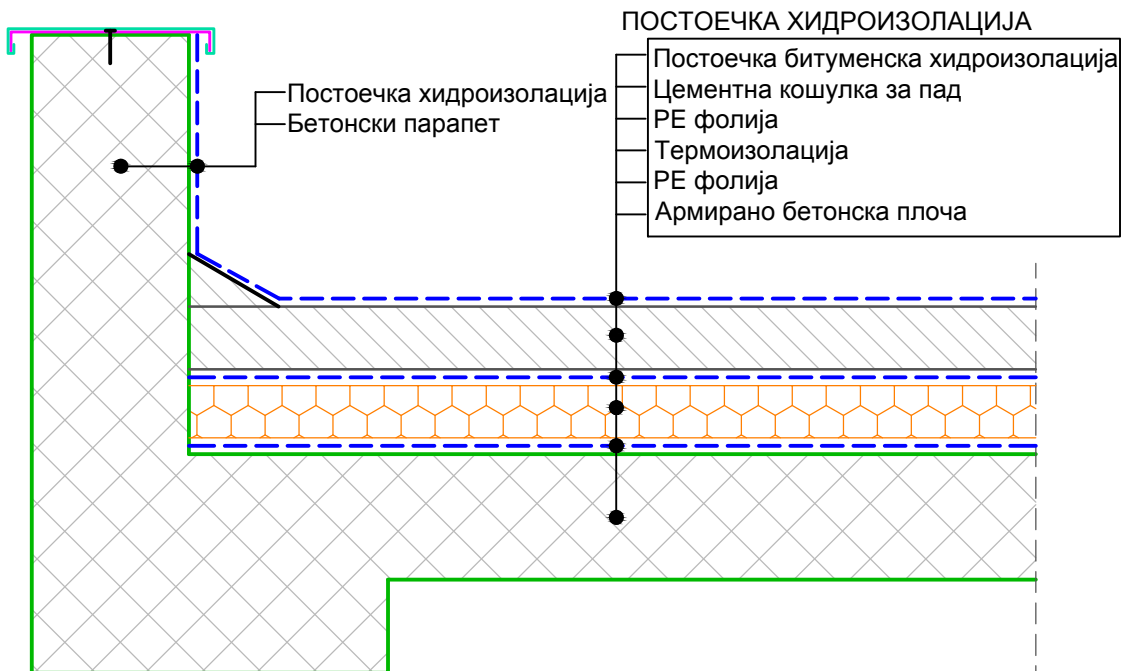 ПОСТОЕЧКА ХИДРОИЗОЛАЦИЈА
Постоечка битуменска хидроизолација
Цементна кошулка за пад
РЕ фолија
Термоизолација
РЕ фолија
Армирано бетонска плоча
Постоечка хидроизолација
Бетонски парапет